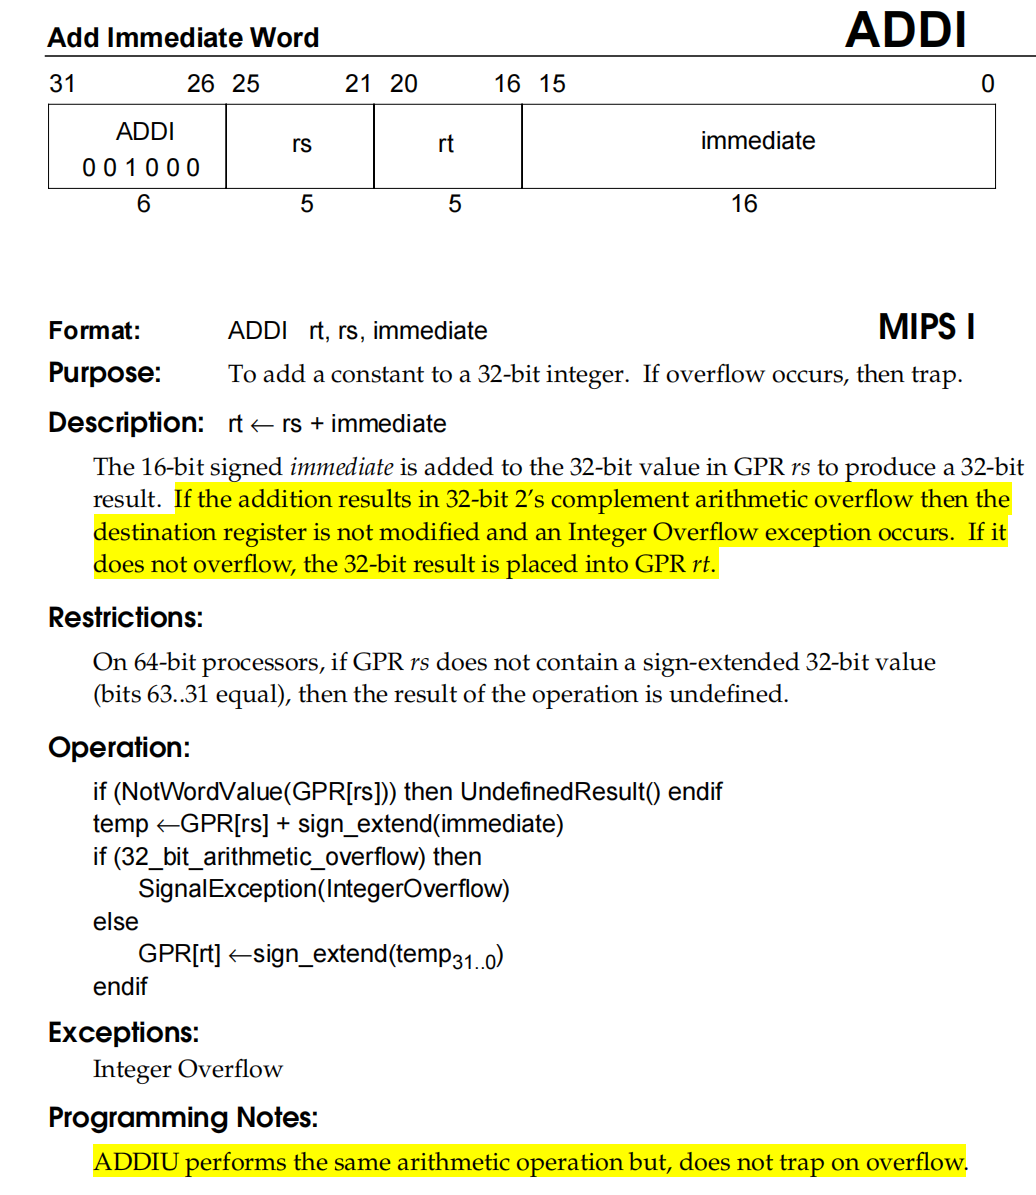 Add Immediate Word ADDI
31 26 25 21 20 16 15 0
ADDI
0 0 1 0 0 0 rs rt immediate
6 5 5 16
Format: ADDI rt, rs, immediate MIPS I
Purpose: To add a constant to a 32-bit integer. If overflow occurs, then trap.
Description: rt ← rs + immediate
The 16-bit signed immediate is added to the 32-bit value in GPR rs to produce a 32-bit
result. If the addition results in 32-bit 2’s complement arithmetic overflow then the
destination register is not modified and an Integer Overflow exception occurs. If it
does not overflow, the 32-bit result is placed into GPR rt.
Restrictions:
On 64-bit processors, if GPR rs does not contain a sign-extended 32-bit value
(bits 63..31 equal), then the result of the operation is undefined.
Operation:
if (NotWordValue(GPR[rs])) then UndefinedResult() endif
temp ←GPR[rs] + sign_extend(immediate)
if (32_bit_arithmetic_overflow) then
SignalException(IntegerOverflow)
else
GPR[rt] ←sign_extend(temp31..0)
endif
Exceptions:
Integer Overflow
Programming Notes:
ADDIU performs the same arithmetic operation but, does not trap on overflow.